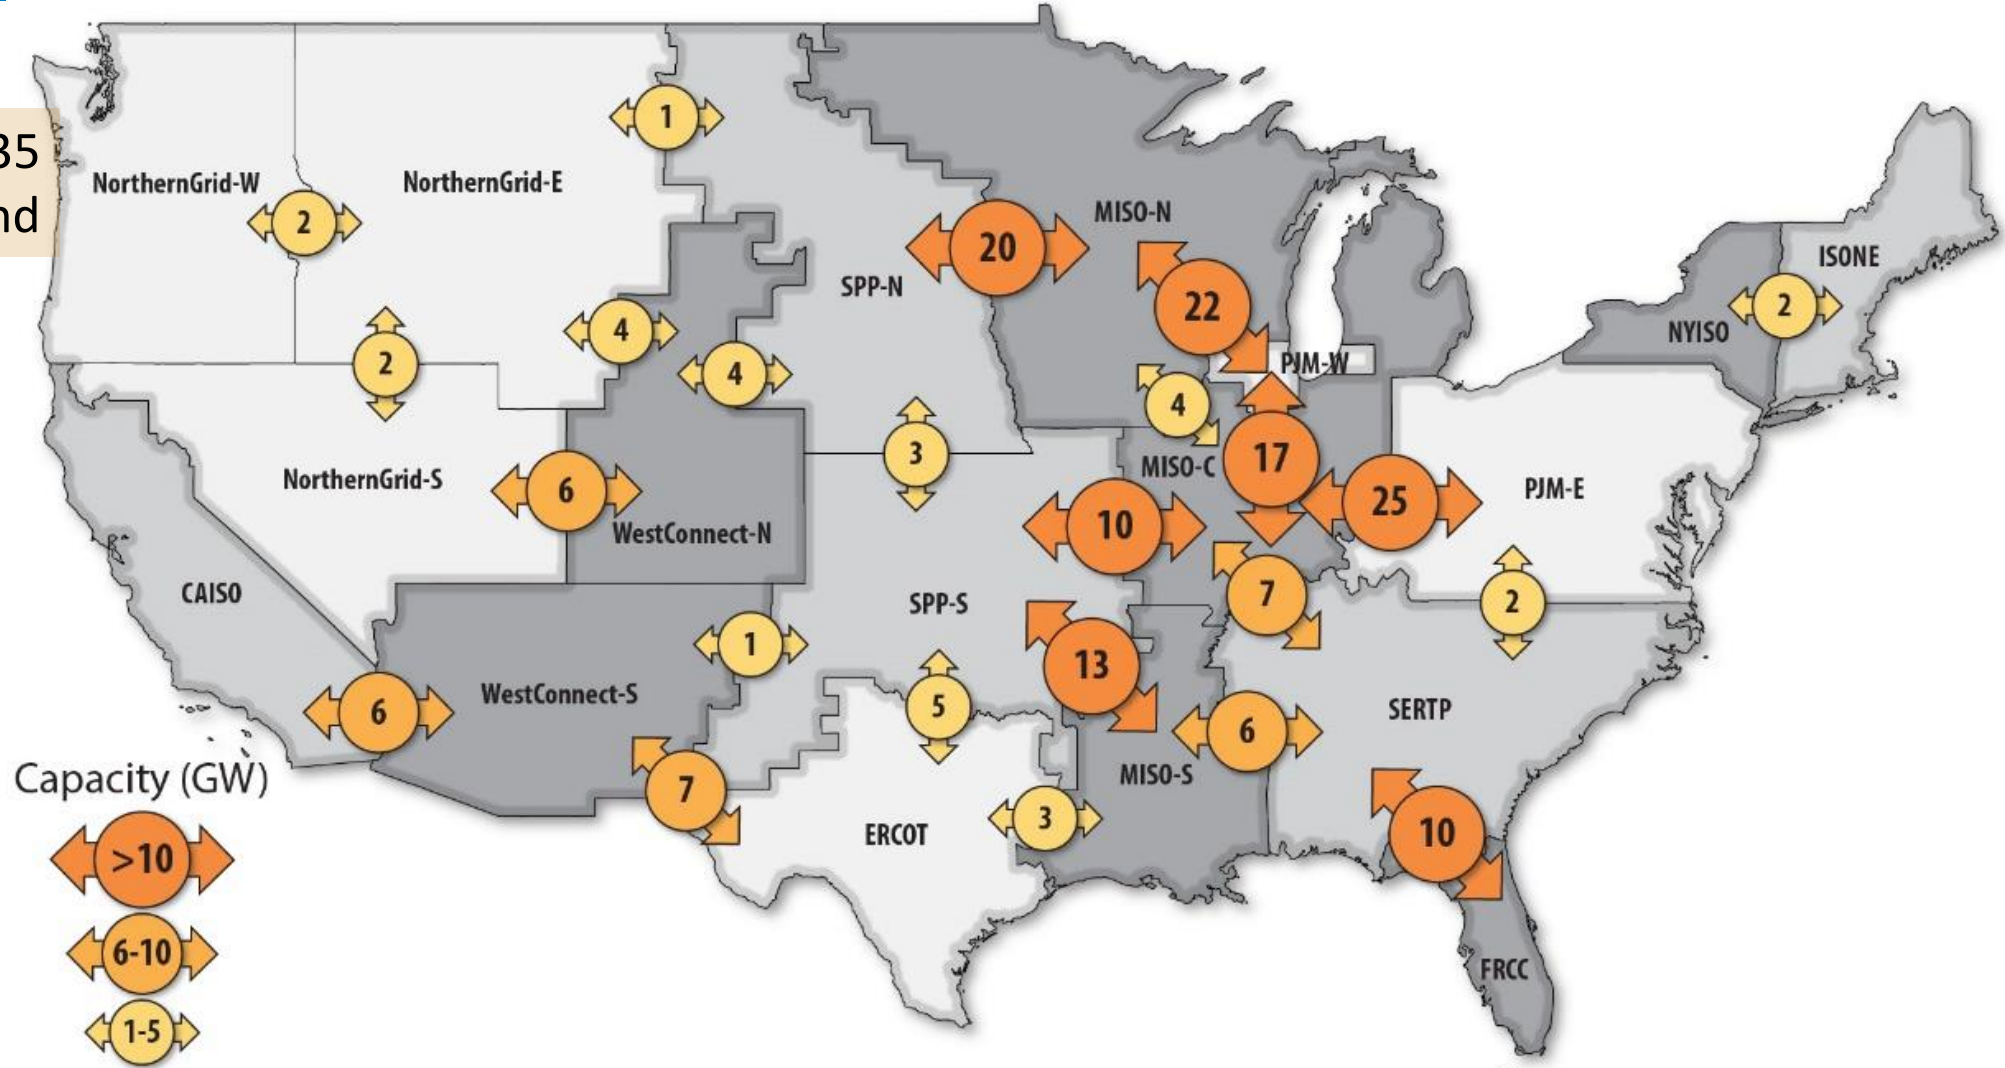 35
nd
1
NorthernGrid-W
NorthernGrid-E
2
MISO-N
20
ISONE
SPP-N
22
2
4
NYISO
2
4
PJM-W
4
3
17
MISO-C
NorthernGrid-S
6
25
PJM-E
10
WestConnect-N
CAISO
7
2
SPP-S
1
13
WestConnect-S
6
5
SERTP
6
MISO-S
Capacity (GW)
7
3
ERCOT
10
>10
6-10
FRCC
1-5